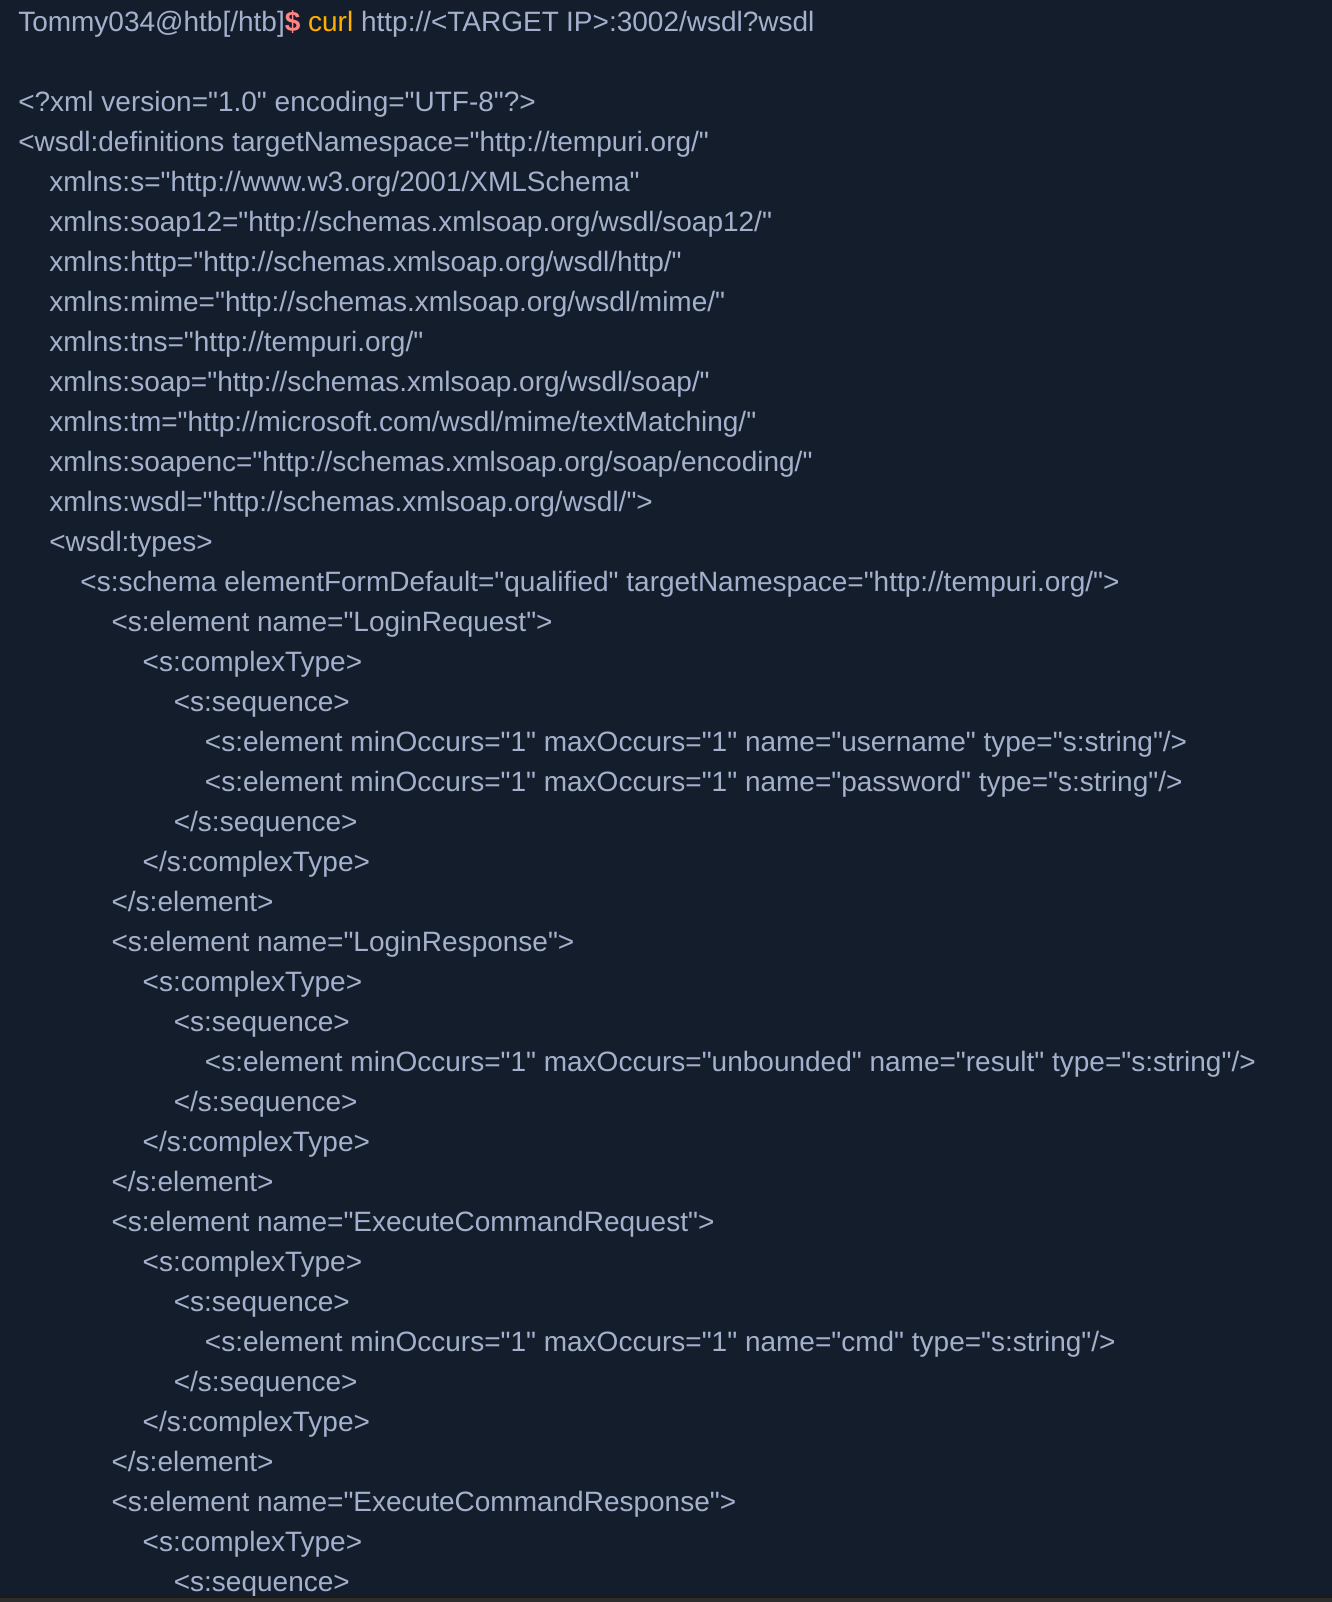 Tommy034@htb[/htb]$ curl http://<TARGET IP>:3002/wsdl?wsdl

<?xml version="1.0" encoding="UTF-8"?>
<wsdl:definitions targetNamespace="http://tempuri.org/"
    xmlns:s="http://www.w3.org/2001/XMLSchema"
    xmlns:soap12="http://schemas.xmlsoap.org/wsdl/soap12/"
    xmlns:http="http://schemas.xmlsoap.org/wsdl/http/"
    xmlns:mime="http://schemas.xmlsoap.org/wsdl/mime/"
    xmlns:tns="http://tempuri.org/"
    xmlns:soap="http://schemas.xmlsoap.org/wsdl/soap/"
    xmlns:tm="http://microsoft.com/wsdl/mime/textMatching/"
    xmlns:soapenc="http://schemas.xmlsoap.org/soap/encoding/"
    xmlns:wsdl="http://schemas.xmlsoap.org/wsdl/">
    <wsdl:types>
        <s:schema elementFormDefault="qualified" targetNamespace="http://tempuri.org/">
            <s:element name="LoginRequest">
                <s:complexType>
                    <s:sequence>
                        <s:element minOccurs="1" maxOccurs="1" name="username" type="s:string"/>
                        <s:element minOccurs="1" maxOccurs="1" name="password" type="s:string"/>
                    </s:sequence>
                </s:complexType>
            </s:element>
            <s:element name="LoginResponse">
                <s:complexType>
                    <s:sequence>
                        <s:element minOccurs="1" maxOccurs="unbounded" name="result" type="s:string"/>
                    </s:sequence>
                </s:complexType>
            </s:element>
            <s:element name="ExecuteCommandRequest">
                <s:complexType>
                    <s:sequence>
                        <s:element minOccurs="1" maxOccurs="1" name="cmd" type="s:string"/>
                    </s:sequence>
                </s:complexType>
            </s:element>
            <s:element name="ExecuteCommandResponse">
                <s:complexType>
                    <s:sequence>